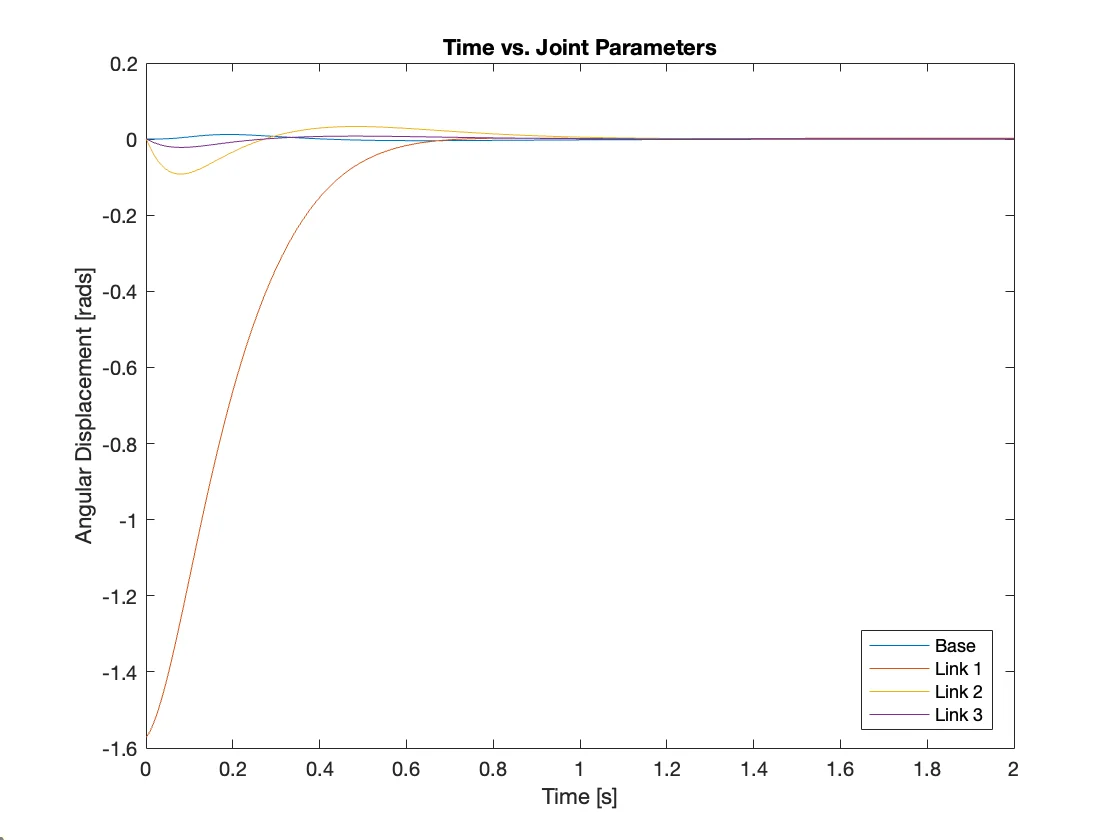 Time vs. Joint Parameters
0.2
0
-0.2
-0.4
-0.6
-0.8
-1
-1.2
-1.4
-1.6
Angular Displacement [rads]
Base
Link 1
Link 2
Link 3
0 0.2 0.4 0.6 0.8 1 1.2 1.4 1.6 1.8 2
Time [s]